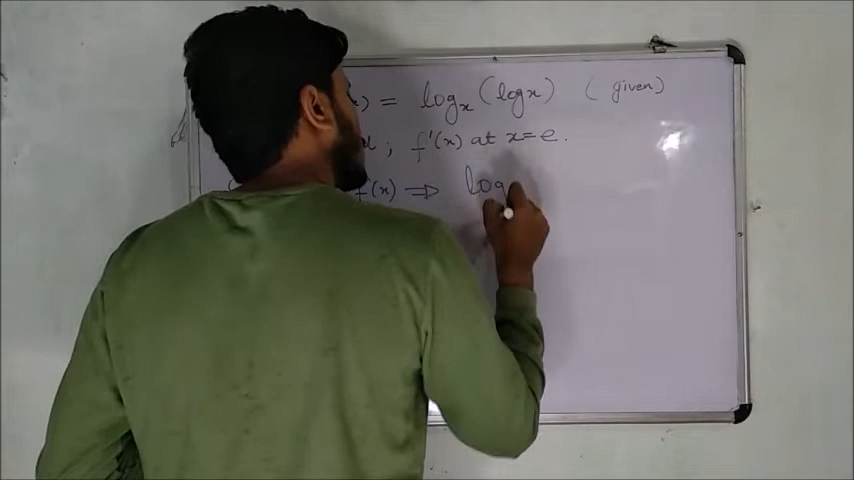 x) = log_x (log x) (given)
; f'(x) at x = e.
f(x) ⇒ log